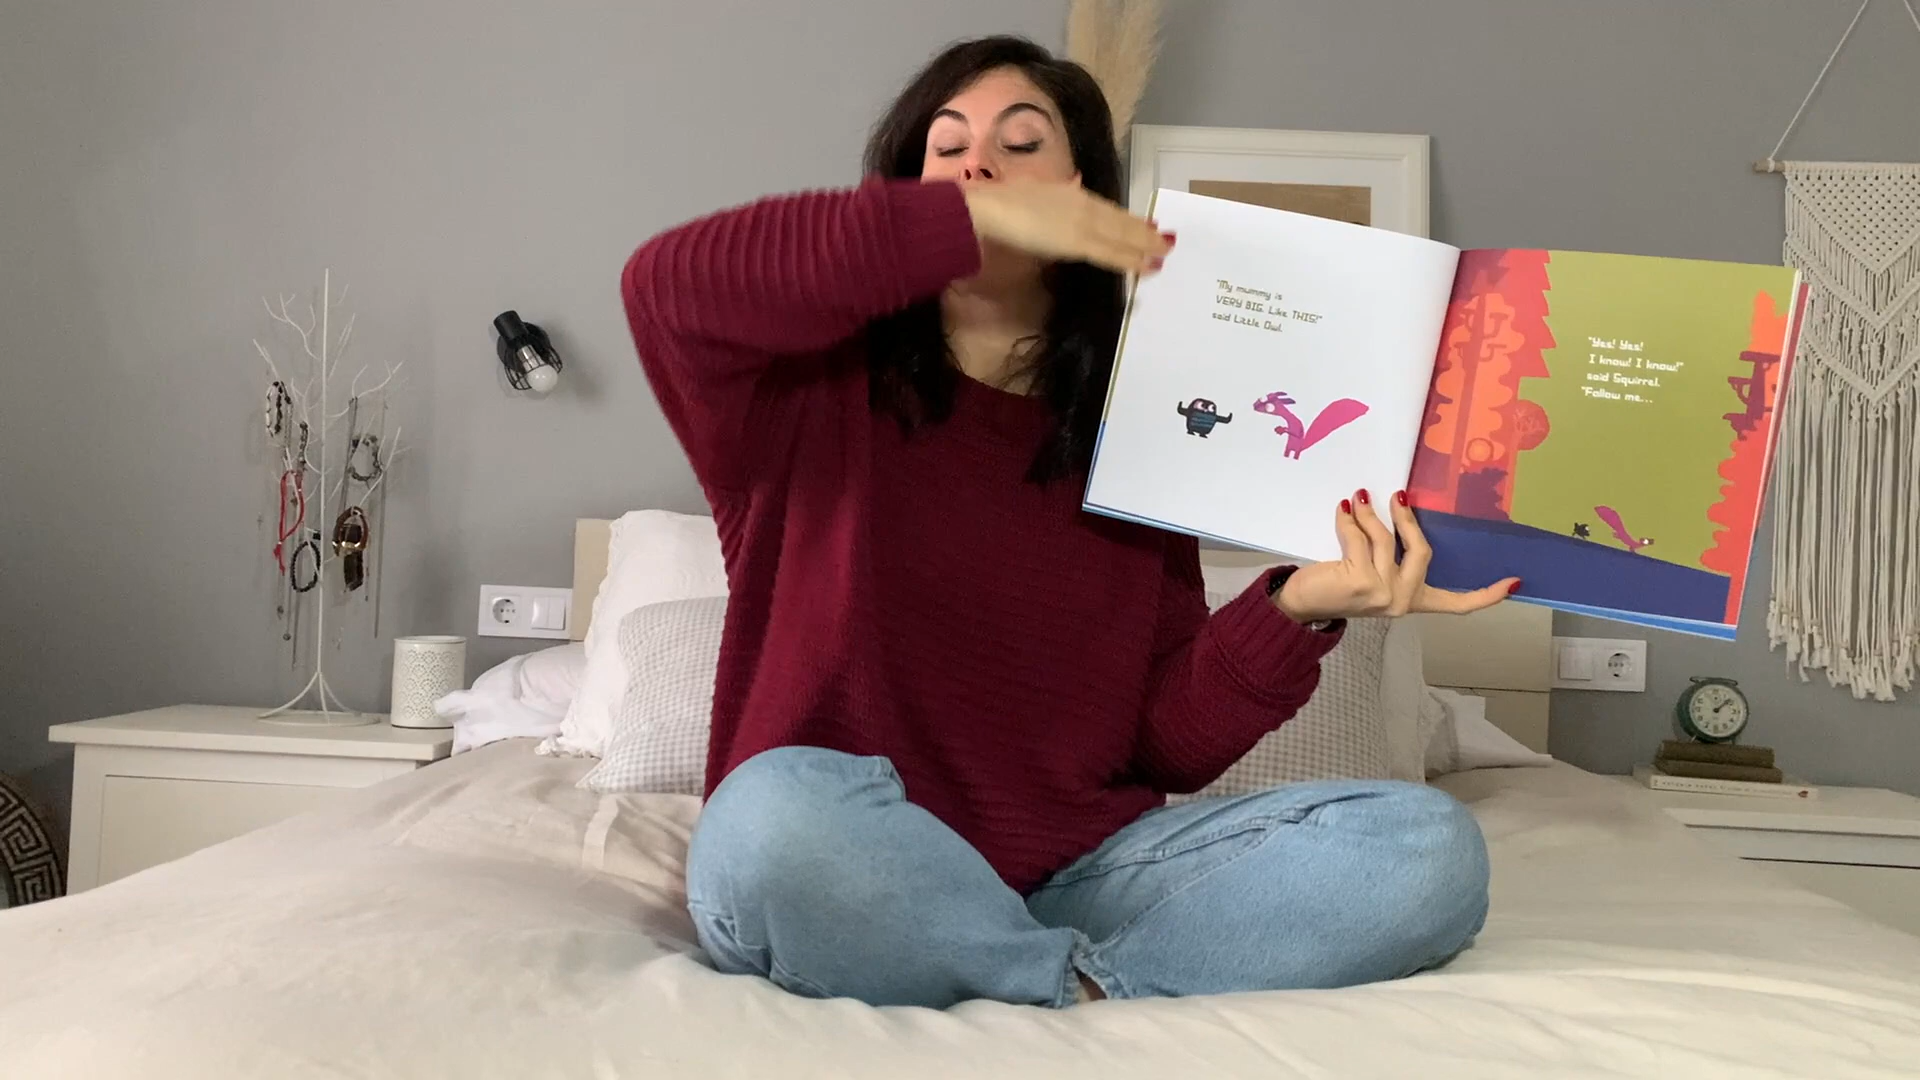 "My mummy is
VERY BIG. Like THIS!"
said Little Owl.
"Yes! Yes!
I know! I know!"
said Squirrel.
"Follow me...